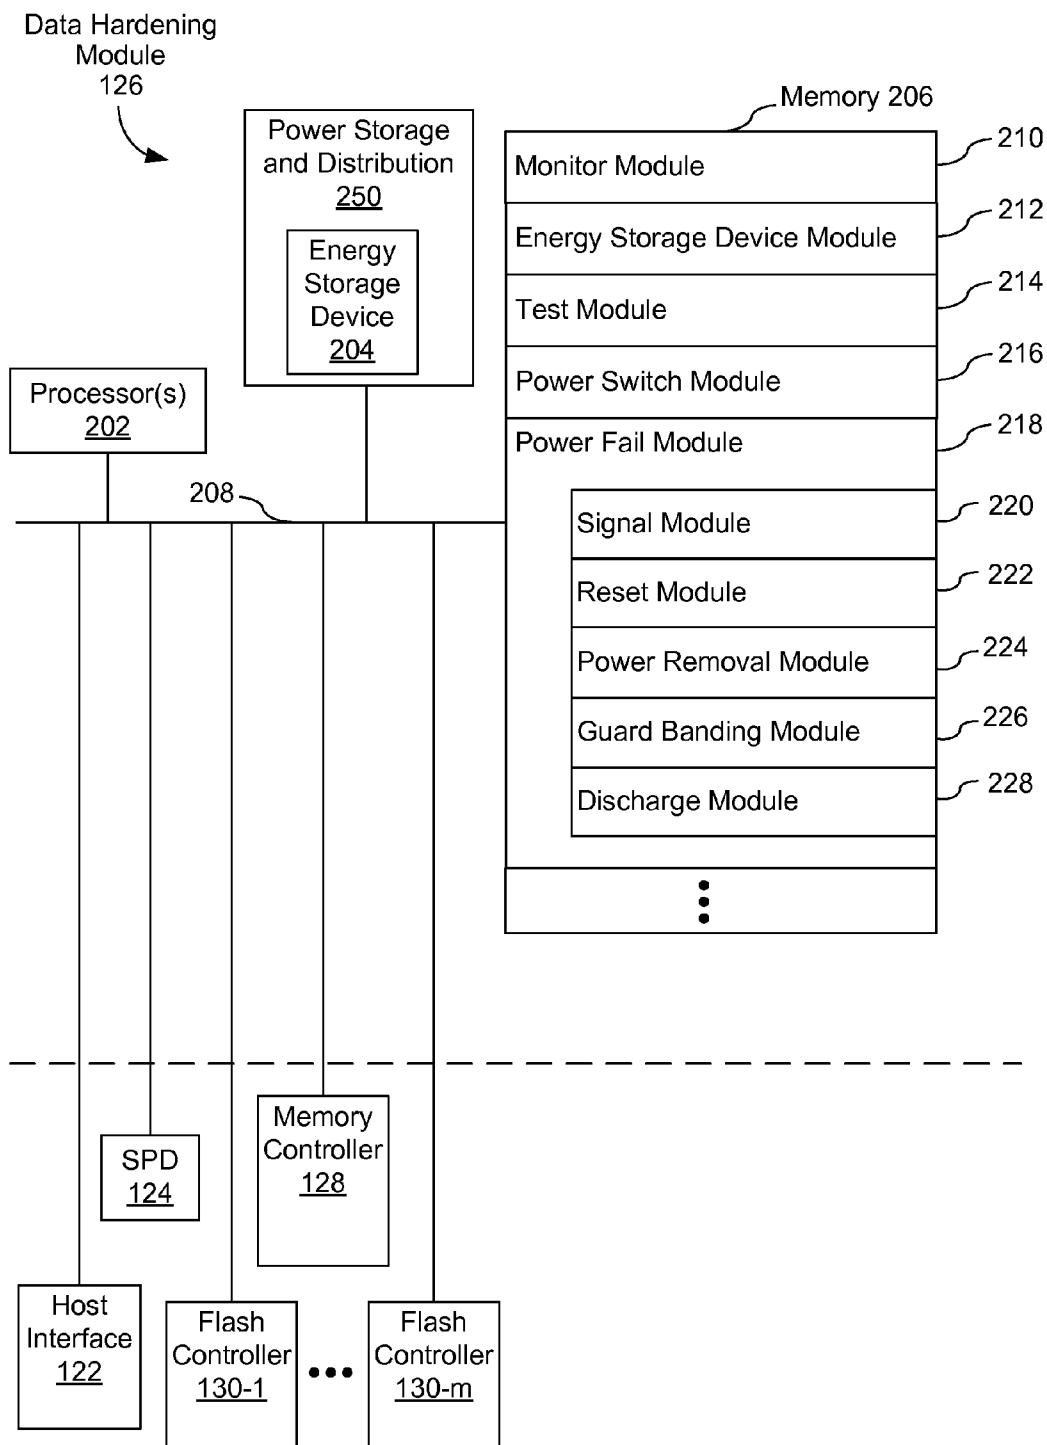 Data Hardening
Module
126
Power Storage
and Distribution
250
Energy
Storage
Device
204
Processor(s)
202
208
Memory 206
Monitor Module
210
Energy Storage Device Module
212
Test Module
214
Power Switch Module
216
Power Fail Module
218
Signal Module
220
Reset Module
222
Power Removal Module
224
Guard Banding Module
226
Discharge Module
228
Memory
Controller
128
SPD
124
Host
Interface
122
Flash
Controller
130-1
Flash
Controller
130-m